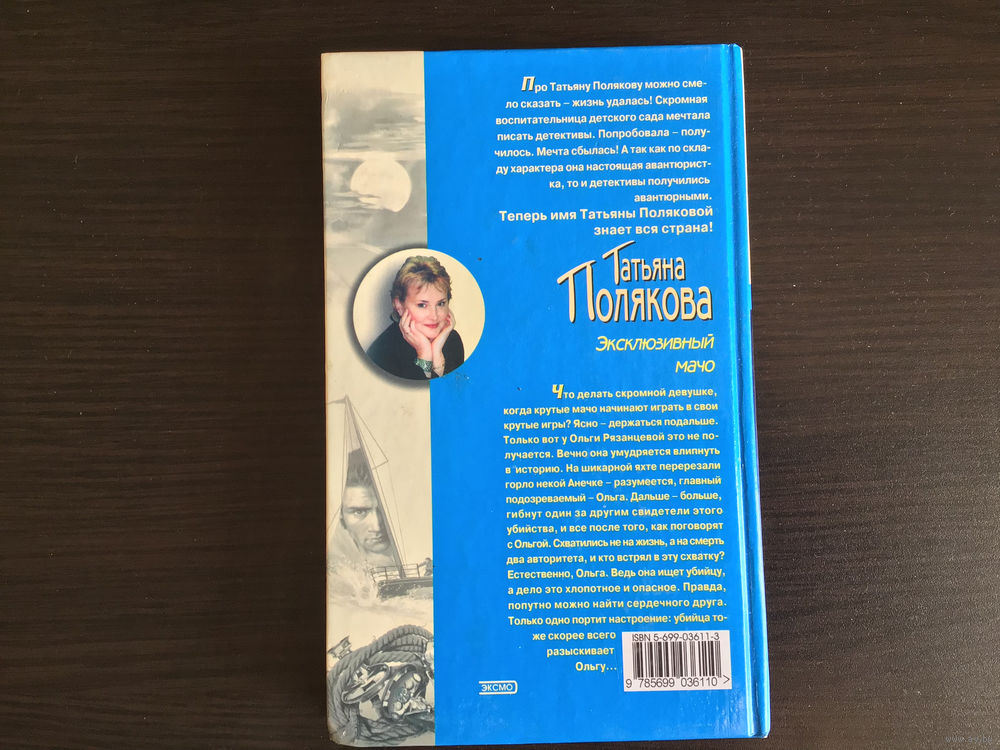 Про Татьяну Полякову можно сме-
ло сказать – жизнь удалась! Скромная
воспитательница детского сада мечтала
писать детективы. Попробовала – полу-
чилось. Мечта сбылась! А так как по скла-
ду характера она настоящая авантюрист-
ка, то и детективы получились
авантюрными.
Теперь имя Татьяны Поляковой
знает вся страна!
Татьяна
Полякова
Эксклюзивный
мачо
Что делать скромной девушке,
когда крутые мачо начинают играть в свои
крутые игры? Ясно – держаться подальше.
Только вот у Ольги Рязанцевой это не по-
лучается. Вечно она умудряется влипнуть
в историю. На шикарной яхте перерезали
горло некой Анечке – разумеется, главный
подозреваемый – Ольга. Дальше – больше,
гибнут один за другим свидетели этого
убийства, и все после того, как поговорят
с Ольгой. Схватились не на жизнь, а на смерть
два авторитета, и кто встрял в эту схватку?
Естественно, Ольга. Ведь она ищет убийцу,
а дело это хлопотное и опасное. Правда,
попутно можно найти сердечного друга.
Только одно портит настроение: убийца то-
же скорее всего
разыскивает
Ольгу...
ISBN 5-699-03611-3
9 785699 036110 >
ЭКСМО
www.ay.by